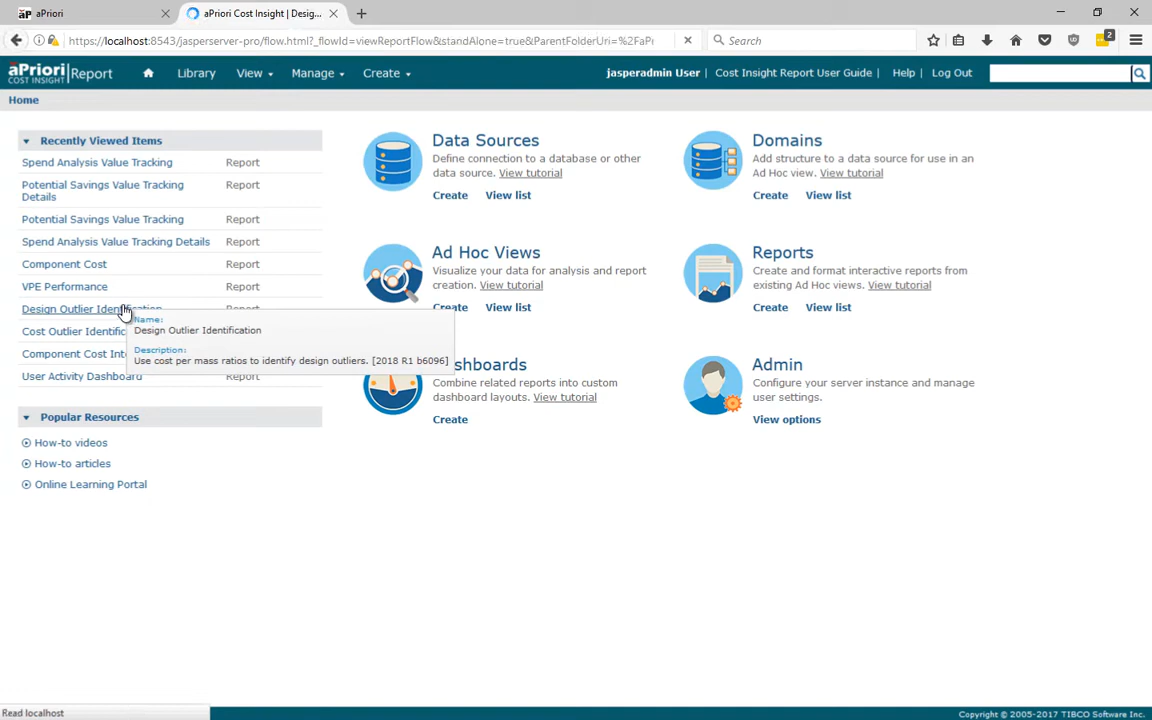 aPriori
aPriori Cost Insight | Desig...
https://localhost:8543/jasperserver-pro/flow.html?_flowId=viewReportFlow&standAlone=true&ParentFolderUri=%2FaPri
Search
2
aPriori Report
COST INSIGHT
Library
View
Manage
Create
jasperadmin User
Cost Insight Report User Guide
Help
Log Out
Home
Recently Viewed Items
Spend Analysis Value Tracking Report
Potential Savings Value Tracking Report
Details
Potential Savings Value Tracking Report
Spend Analysis Value Tracking Details Report
Component Cost Report
VPE Performance Report
Design Outlier Identification Report
Name:
Design Outlier Identification
Description:
Use cost per mass ratios to identify design outliers. [2018 R1 b6096]
Cost Outlier Identific
Component Cost Int
User Activity Dashboard Report
Popular Resources
How-to videos
How-to articles
Online Learning Portal
Data Sources
Define connection to a database or other
data source. View tutorial
Create View list
Domains
Add structure to a data source for use in an
Ad Hoc view. View tutorial
Create View list
Ad Hoc Views
Visualize your data for analysis and report
creation. View tutorial
Create View list
Reports
Create and format interactive reports from
existing Ad Hoc views. View tutorial
Create View list
shboards
Combine related reports into custom
dashboard layouts. View tutorial
Create
Admin
Configure your server instance and manage
user settings.
View options
Read localhost
Copyright © 2005-2017 TIBCO Software Inc.